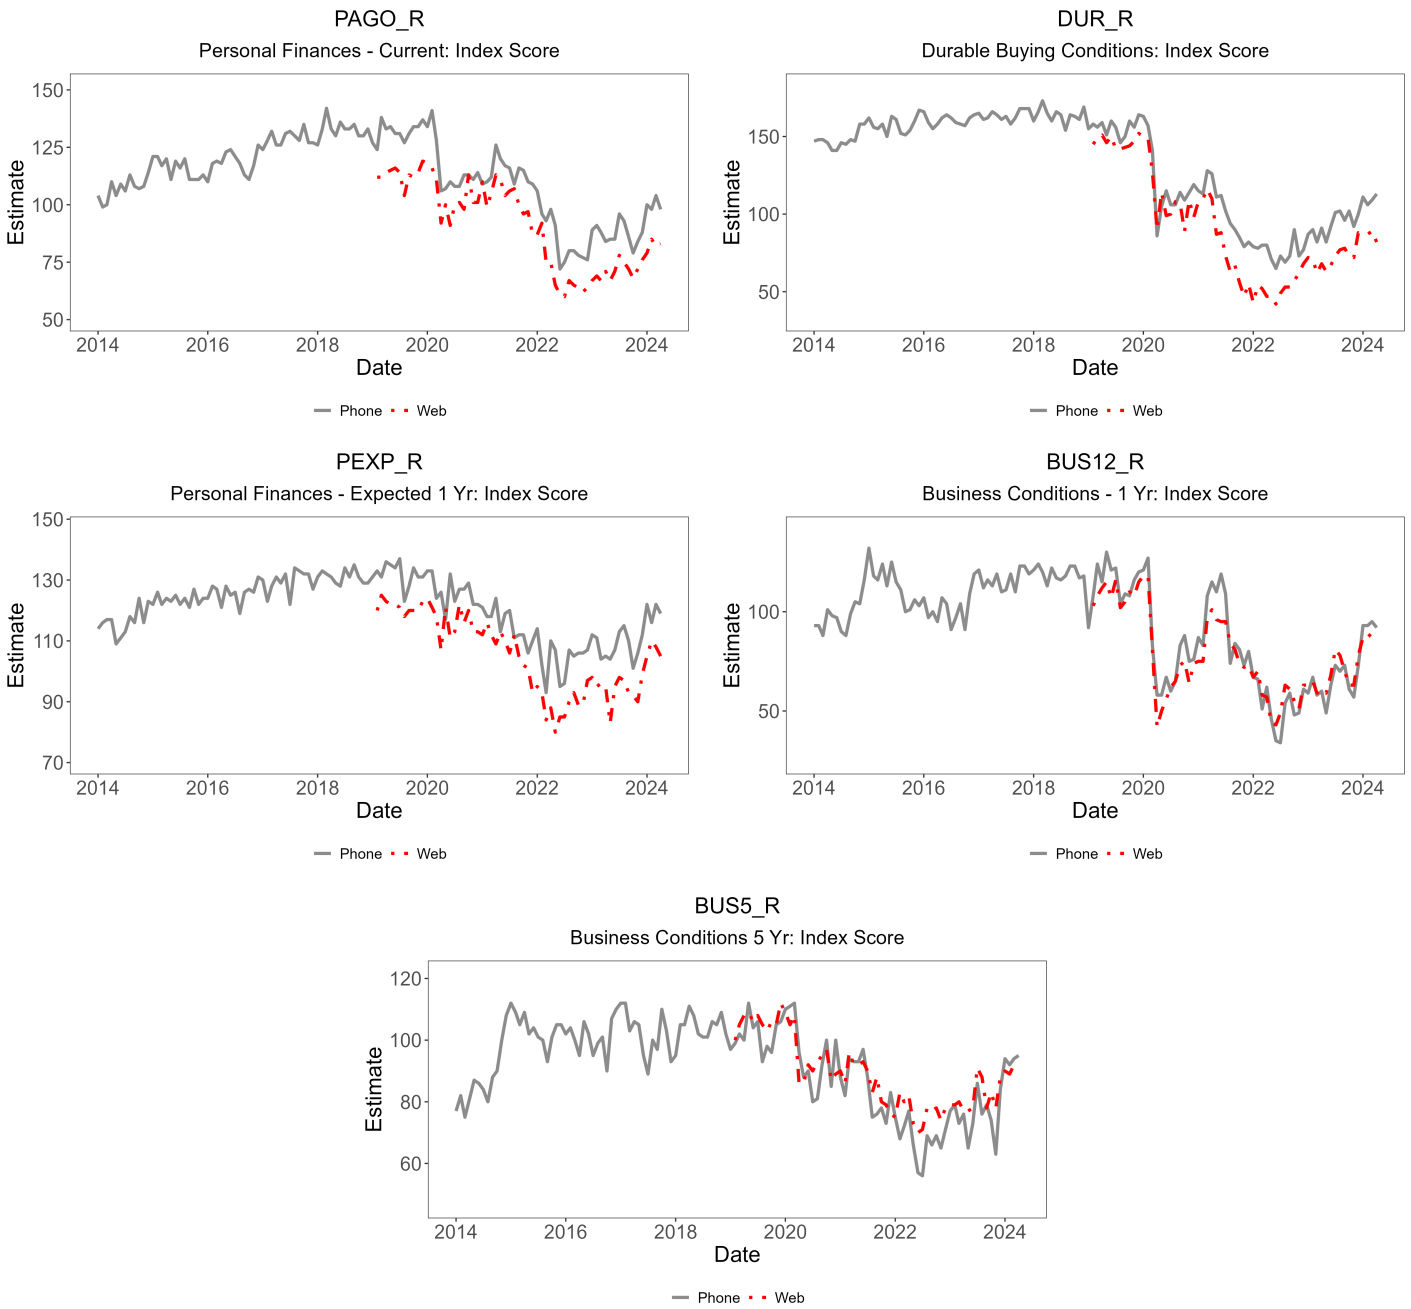 PAGO_R
Personal Finances - Current: Index Score
Estimate
150
125
100
75
50
2014 2016 2018 2020 2022 2024
Date
Phone Web
DUR_R
Durable Buying Conditions: Index Score
Estimate
150
100
50
2014 2016 2018 2020 2022 2024
Date
Phone Web
PEXP_R
Personal Finances - Expected 1 Yr: Index Score
Estimate
150
130
110
90
70
2014 2016 2018 2020 2022 2024
Date
Phone Web
BUS12_R
Business Conditions - 1 Yr: Index Score
Estimate
100
50
2014 2016 2018 2020 2022 2024
Date
Phone Web
BUS5_R
Business Conditions 5 Yr: Index Score
Estimate
120
100
80
60
2014 2016 2018 2020 2022 2024
Date
Phone Web